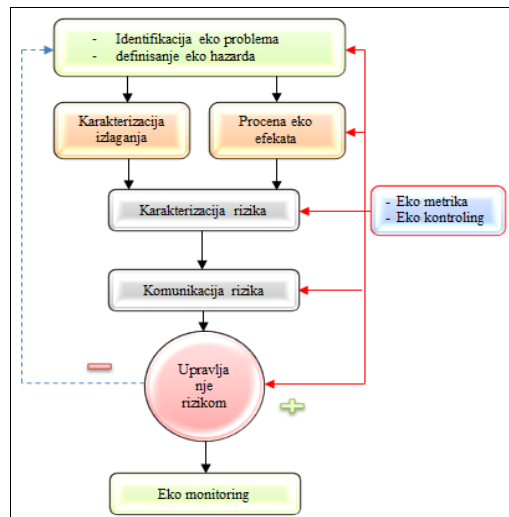 - Identifikacija eko problema
- definisanje eko hazarda
Karakterizacija
izlaganja
Procena eko
efekata
Karakterizacija rizika
- Eko metrika
- Eko kontroling
Komunikacija rizika
Upravlja
nje
rizikom
Eko monitoring